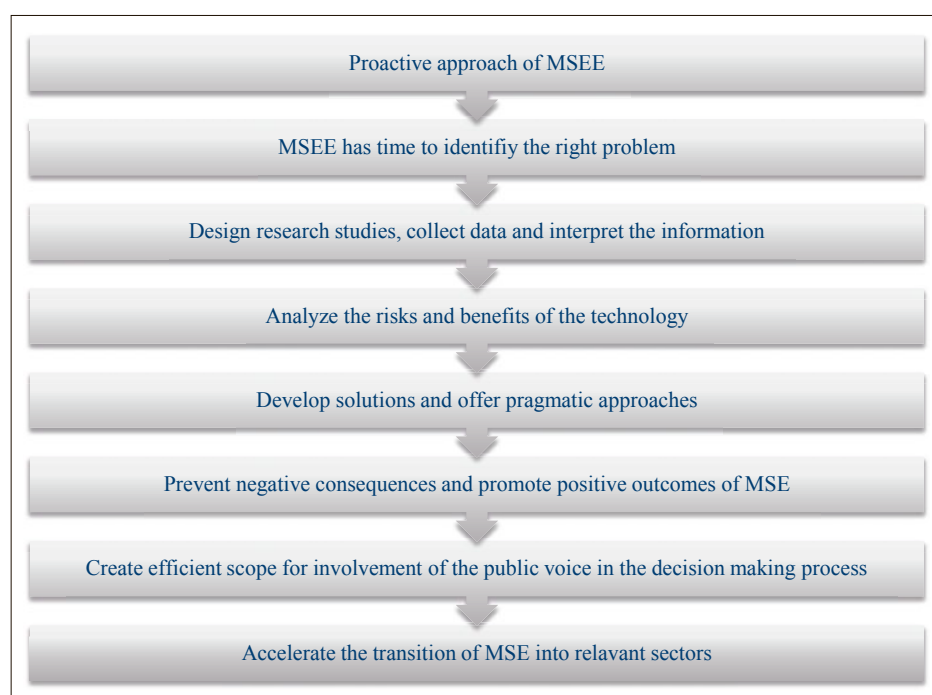 Proactive approach of MSEE
MSEE has time to identifiy the right problem
Design research studies, collect data and interpret the information
Analyze the risks and benefits of the technology
Develop solutions and offer pragmatic approaches
Prevent negative consequences and promote positive outcomes of MSE
Create efficient scope for involvement of the public voice in the decision making process
Accelerate the transition of MSE into relavant sectors